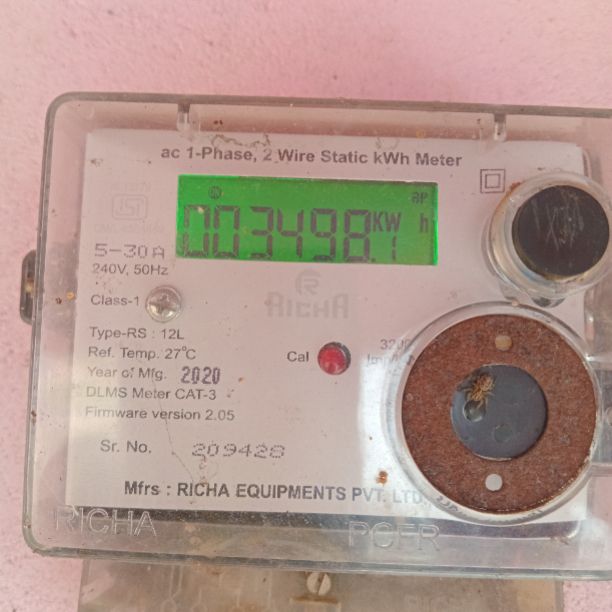 ac 1-Phase, 2 Wire Static kWh Meter
003498.1 KW h
5-30A
240V, 50Hz
Class-1
RICHA
Type-RS : 12L
Ref. Temp. 27°C
Cal
Year of Mfg. 2020
DLMS Meter CAT-3
Firmware version 2.05
Sr. No. 209428
Mfrs : RICHA EQUIPMENTS PVT. LTD.
RICHA